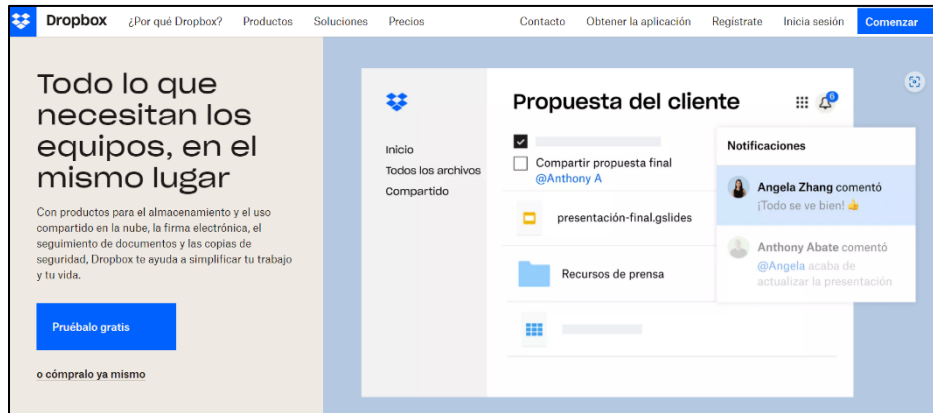 Dropbox ¿Por qué Dropbox? Productos Soluciones Precios Contacto Obtener la aplicación Regístrate Inicia sesión Comenzar
Todo lo que
necesitan los
equipos, en el
mismo lugar
Con productos para el almacenamiento y el uso
compartido en la nube, la firma electrónica, el
seguimiento de documentos y las copias de
seguridad, Dropbox te ayuda a simplificar tu trabajo
y tu vida.
Pruébalo gratis
o cómpralo ya mismo
Inicio
Todos los archivos
Compartido
Propuesta del cliente
6
Compartir propuesta final
@Anthony A
presentación-final.gslides
Recursos de prensa
Notificaciones
Angela Zhang comentó
¡Todo se ve bien! 👍
Anthony Abate comentó
@Angela acaba de
actualizar la presentación